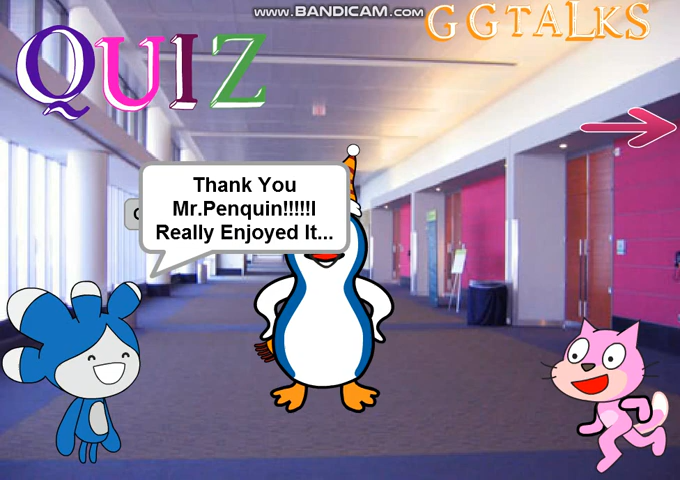 www.BANDICAM.com
GGTALKS
QUIZ
Thank You
Mr.Penquin!!!!!I
Really Enjoyed It...